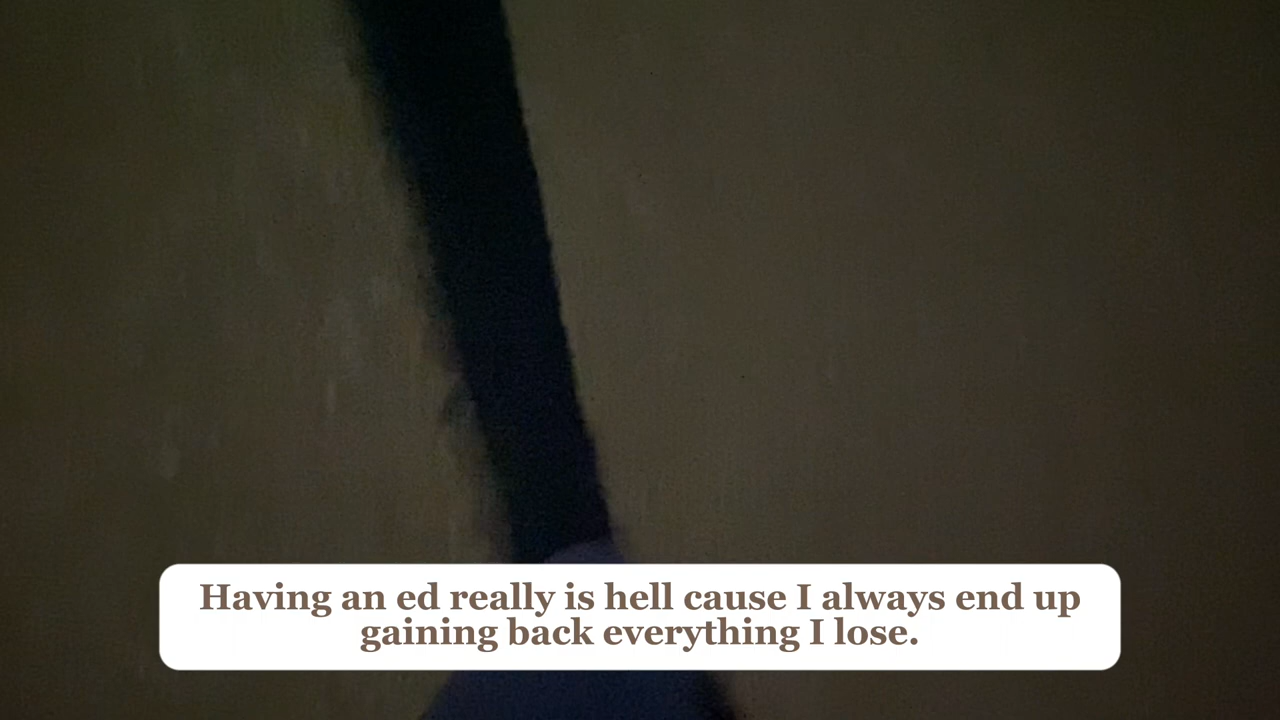 Having an ed really is hell cause I always end up
gaining back everything I lose.